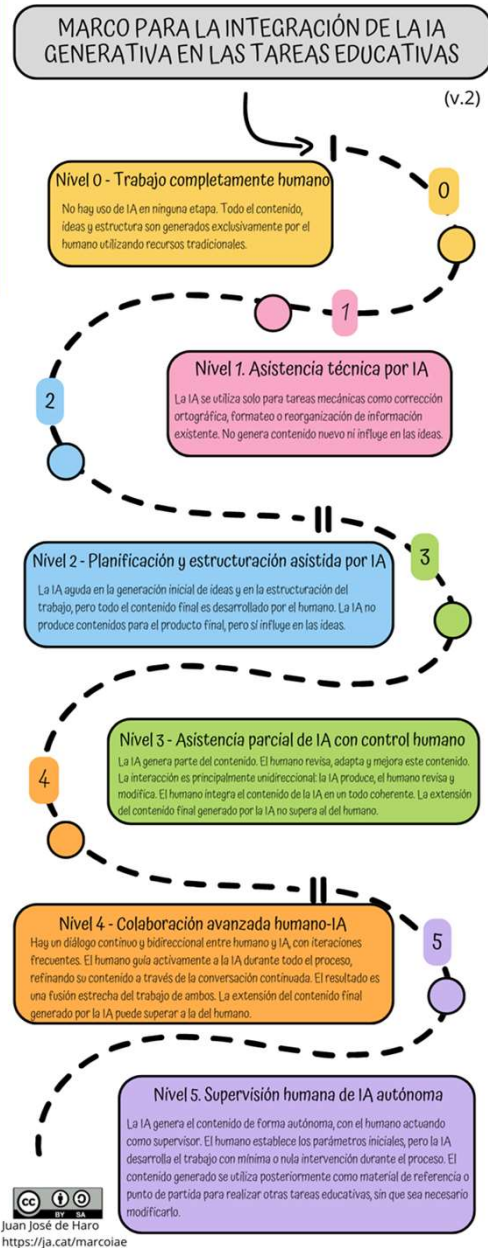 MARCO PARA LA INTEGRACIÓN DE LA IA
GENERATIVA EN LAS TAREAS EDUCATIVAS
(v.2)
0
Nivel 0 - Trabajo completamente humano
No hay uso de IA en ninguna etapa. Todo el contenido,
ideas y estructura son generados exclusivamente por el
humano utilizando recursos tradicionales.
1
Nivel 1. Asistencia técnica por IA
La IA se utiliza solo para tareas mecánicas como corrección
ortográfica, formateo o reorganización de información
existente. No genera contenido nuevo ni influye en las ideas.
2
Nivel 2 - Planificación y estructuración asistida por IA
La IA ayuda en la generación inicial de ideas y en la estructuración del
trabajo, pero todo el contenido final es desarrollado por el humano. La IA no
produce contenidos para el producto final, pero sí influye en las ideas.
3
Nivel 3 - Asistencia parcial de IA con control humano
La IA genera parte del contenido. El humano revisa, adapta y mejora este contenido.
La interacción es principalmente unidireccional: la IA produce, el humano revisa y
modifica. El humano integra el contenido de la IA en un todo coherente. La extensión
del contenido final generado por la IA no supera al del humano.
4
Nivel 4 - Colaboración avanzada humano-IA
Hay un diálogo continuo y bidireccional entre humano y IA, con iteraciones
frecuentes. El humano guía activamente a la IA durante todo el proceso,
refinando su contenido a través de la conversación continuada. El resultado es
una fusión estrecha del trabajo de ambos. La extensión del contenido final
generado por la IA puede superar a la del humano.
5
Nivel 5. Supervisión humana de IA autónoma
La IA genera el contenido de forma autónoma, con el humano actuando
como supervisor. El humano establece los parámetros iniciales, pero la IA
desarrolla el trabajo con mínima o nula intervención durante el proceso. El
contenido generado se utiliza posteriormente como material de referencia o
punto de partida para realizar otras tareas educativas, sin que sea necesario
modificarlo.
cc
BY SA
Juan José de Haro
https://ja.cat/marcoiae